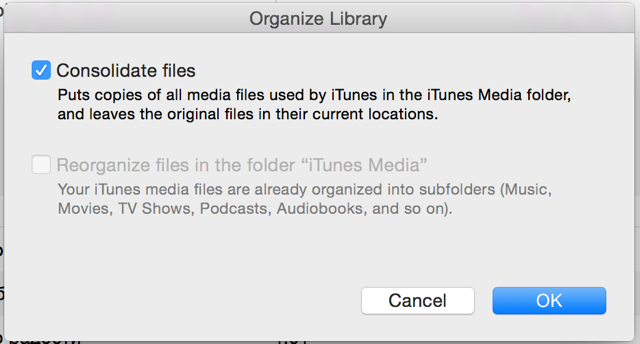 Organize Library
Consolidate files
Puts copies of all media files used by iTunes in the iTunes Media folder,
and leaves the original files in their current locations.
Reorganize files in the folder “iTunes Media”
Your iTunes media files are already organized into subfolders (Music,
Movies, TV Shows, Podcasts, Audiobooks, and so on).
Cancel
OK